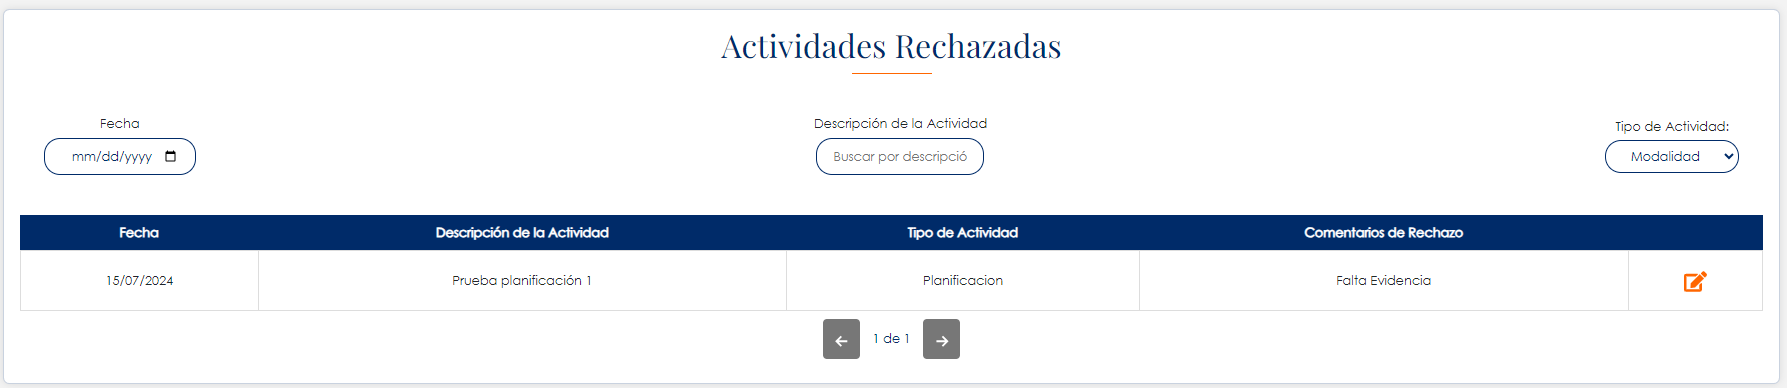 Actividades Rechazadas
Fecha
Descripción de la Actividad
Tipo de Actividad:
mm/dd/yyyy
Buscar por descripció
Modalidad
Fecha Descripción de la Actividad Tipo de Actividad Comentarios de Rechazo
15/07/2024 Prueba planificación 1 Planificacion Falta Evidencia
1 de 1